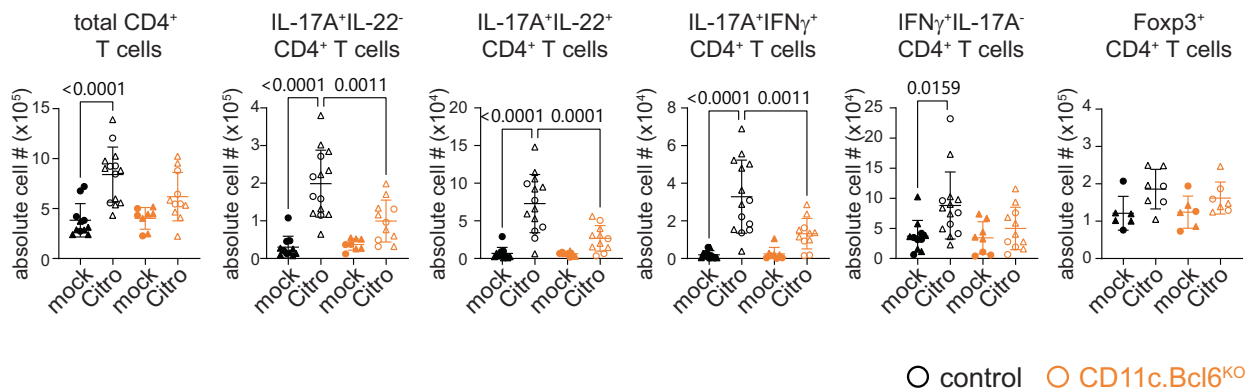 total CD4⁺
T cells
<0.0001
absolute cell # (x10⁵)
15
10
5
0
mock
Citro
mock
Citro
IL-17A⁺IL-22⁻
CD4⁺ T cells
<0.0001
0.0011
absolute cell # (x10⁵)
4
3
2
1
0
mock
Citro
mock
Citro
IL-17A⁺IL-22⁺
CD4⁺ T cells
<0.0001
0.0001
absolute cell # (x10⁴)
20
15
10
5
0
mock
Citro
mock
Citro
IL-17A⁺IFNγ⁺
CD4⁺ T cells
<0.0001
0.0011
absolute cell # (x10⁴)
8
6
4
2
0
mock
Citro
mock
Citro
IFNγ⁺IL-17A⁻
CD4⁺ T cells
0.0159
absolute cell # (x10⁴)
25
20
15
10
5
0
mock
Citro
mock
Citro
Foxp3⁺
CD4⁺ T cells
absolute cell # (x10⁵)
4
3
2
1
0
mock
Citro
mock
Citro
control
CD11c.Bcl6ᴷᴼ